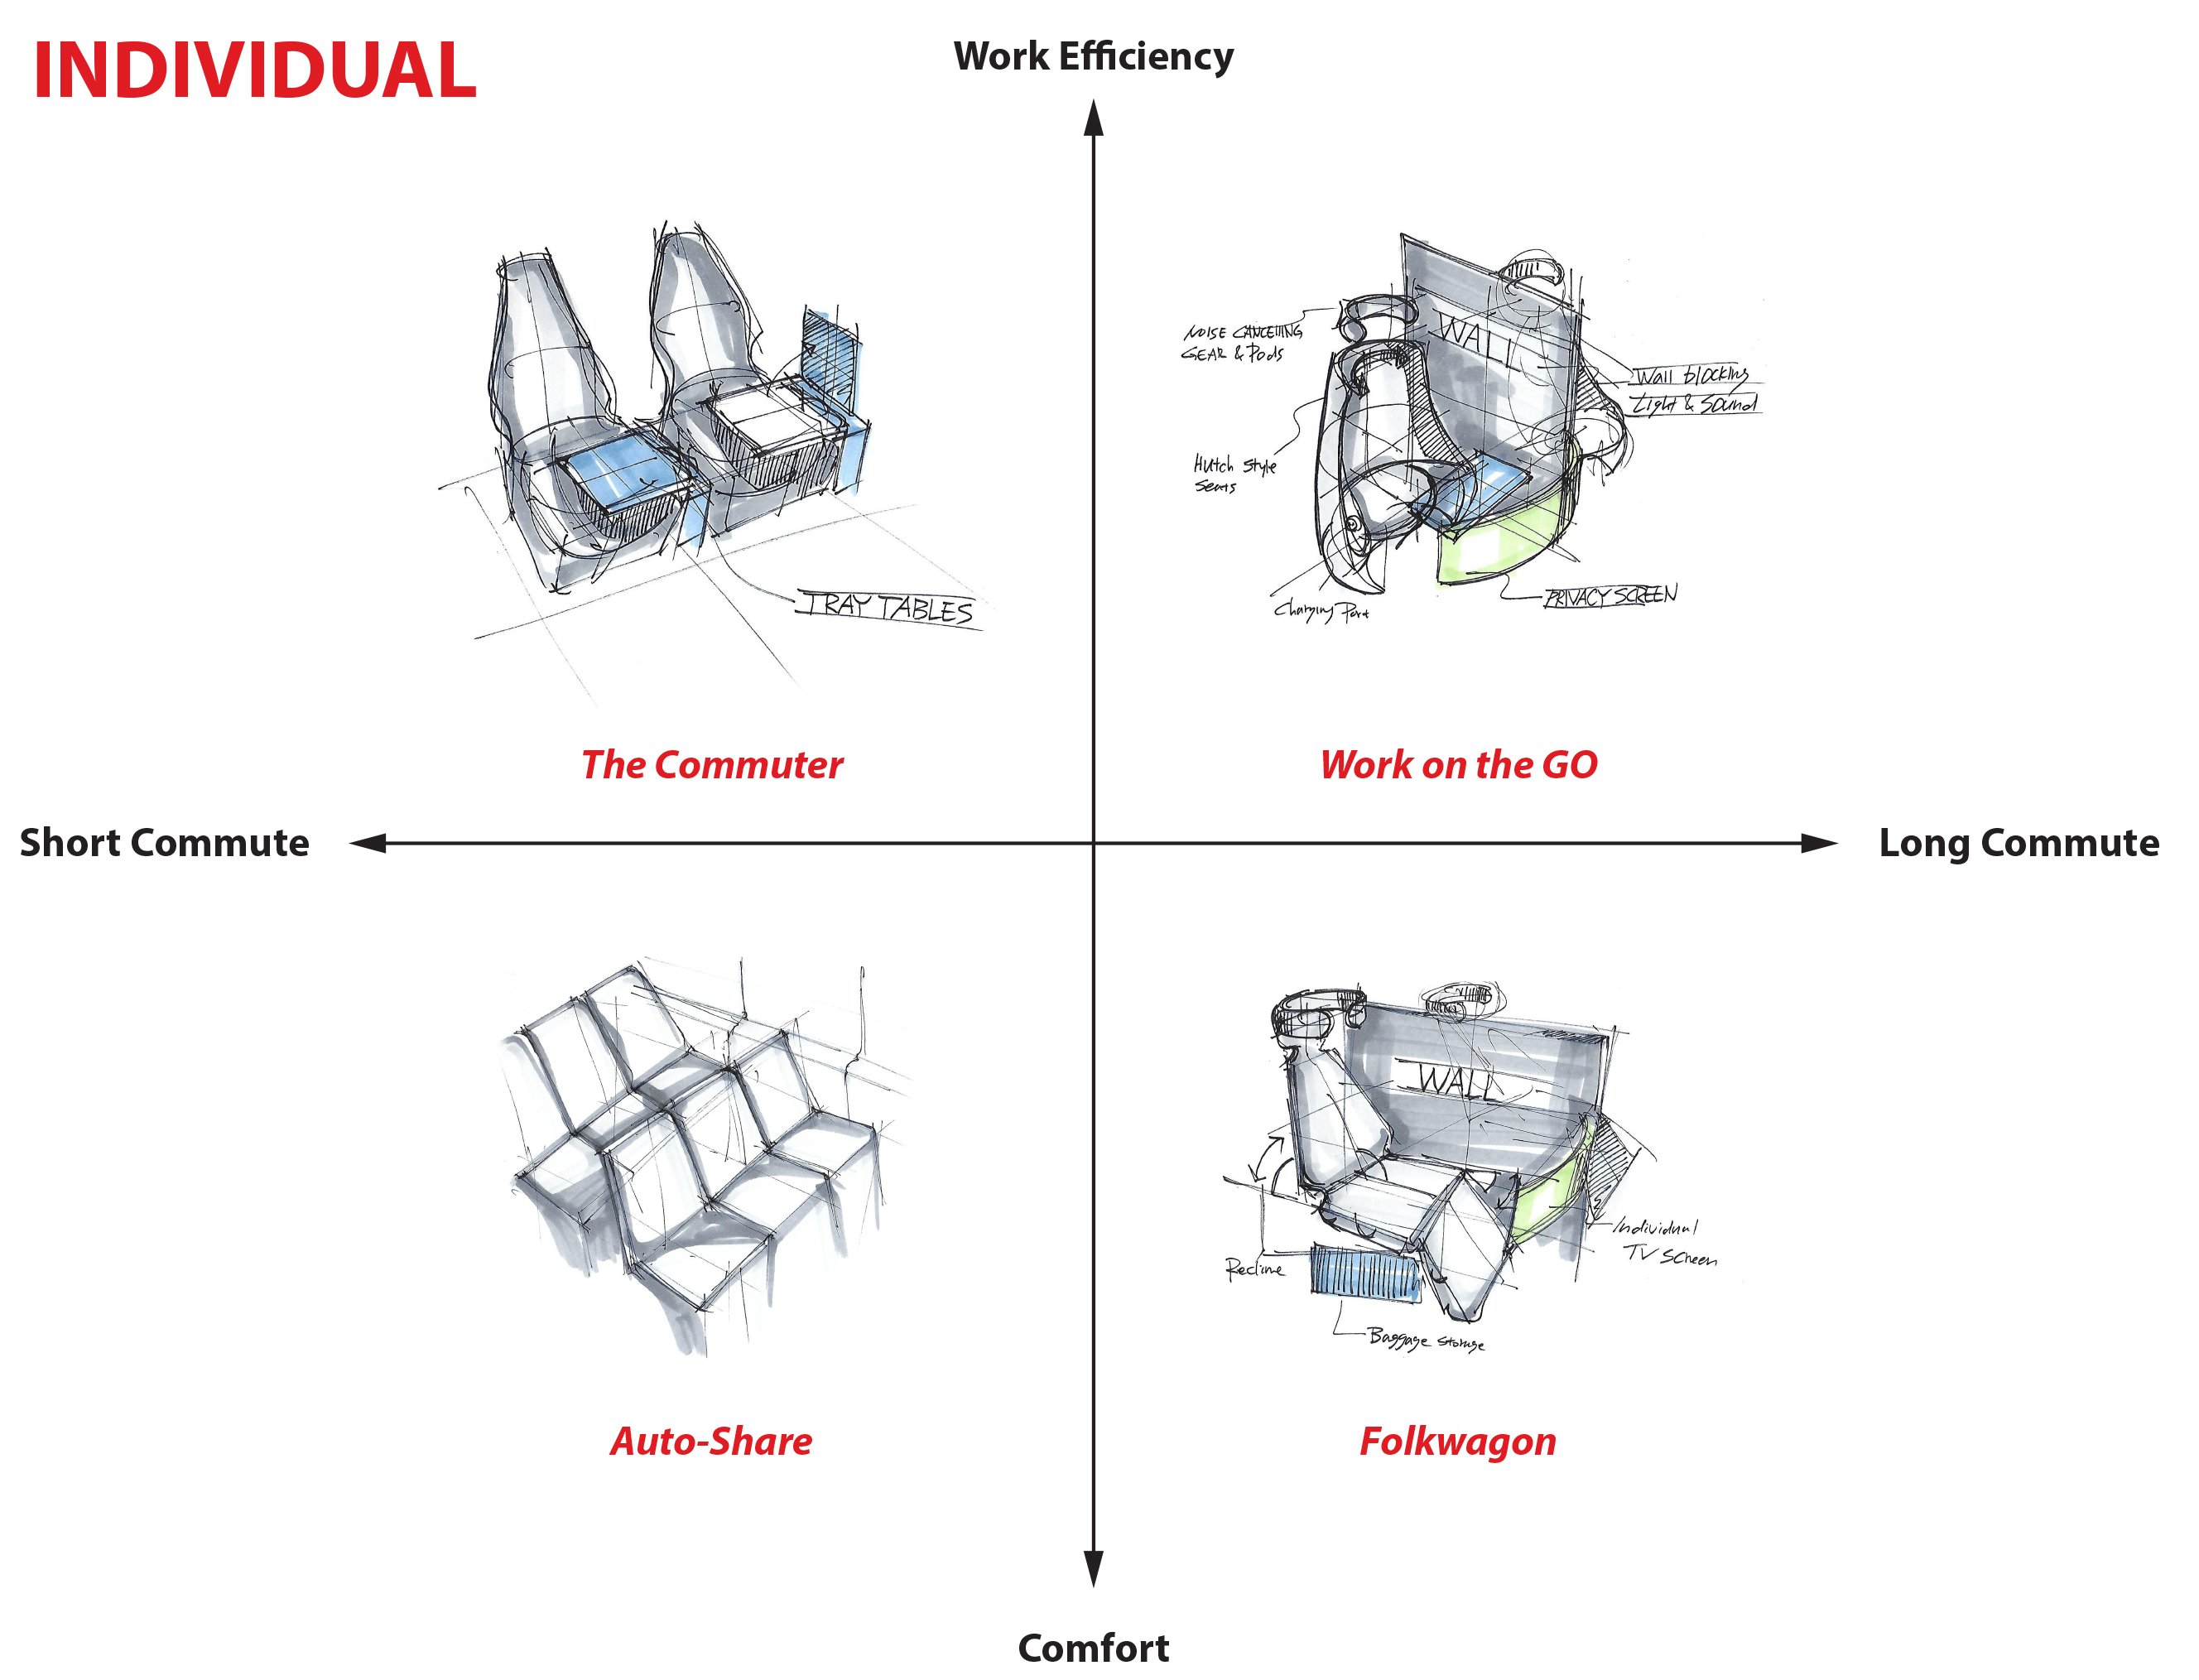 INDIVIDUAL
Work Efficiency
TRAY TABLES
NOISE CANCELLING
GEAR & PODS
WALL
Wall blocking
Light & Sound
Hutch Style
Seats
Charging Port
PRIVACY SCREEN
The Commuter
Work on the GO
Short Commute
Long Commute
WALL
Individual
TV Screen
Recline
Baggage Storage
Auto-Share
Folkwagon
Comfort